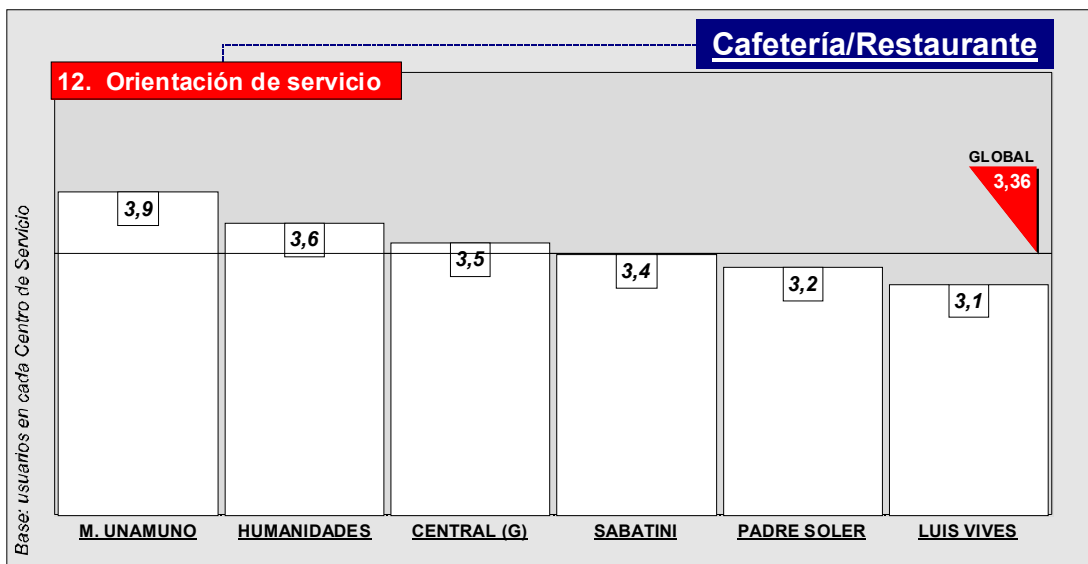 Cafetería/Restaurante
12. Orientación de servicio
GLOBAL
3,36
3,9
3,6
3,5
3,4
3,2
3,1
Base: usuarios en cada Centro de Servicio
M. UNAMUNO
HUMANIDADES
CENTRAL (G)
SABATINI
PADRE SOLER
LUIS VIVES